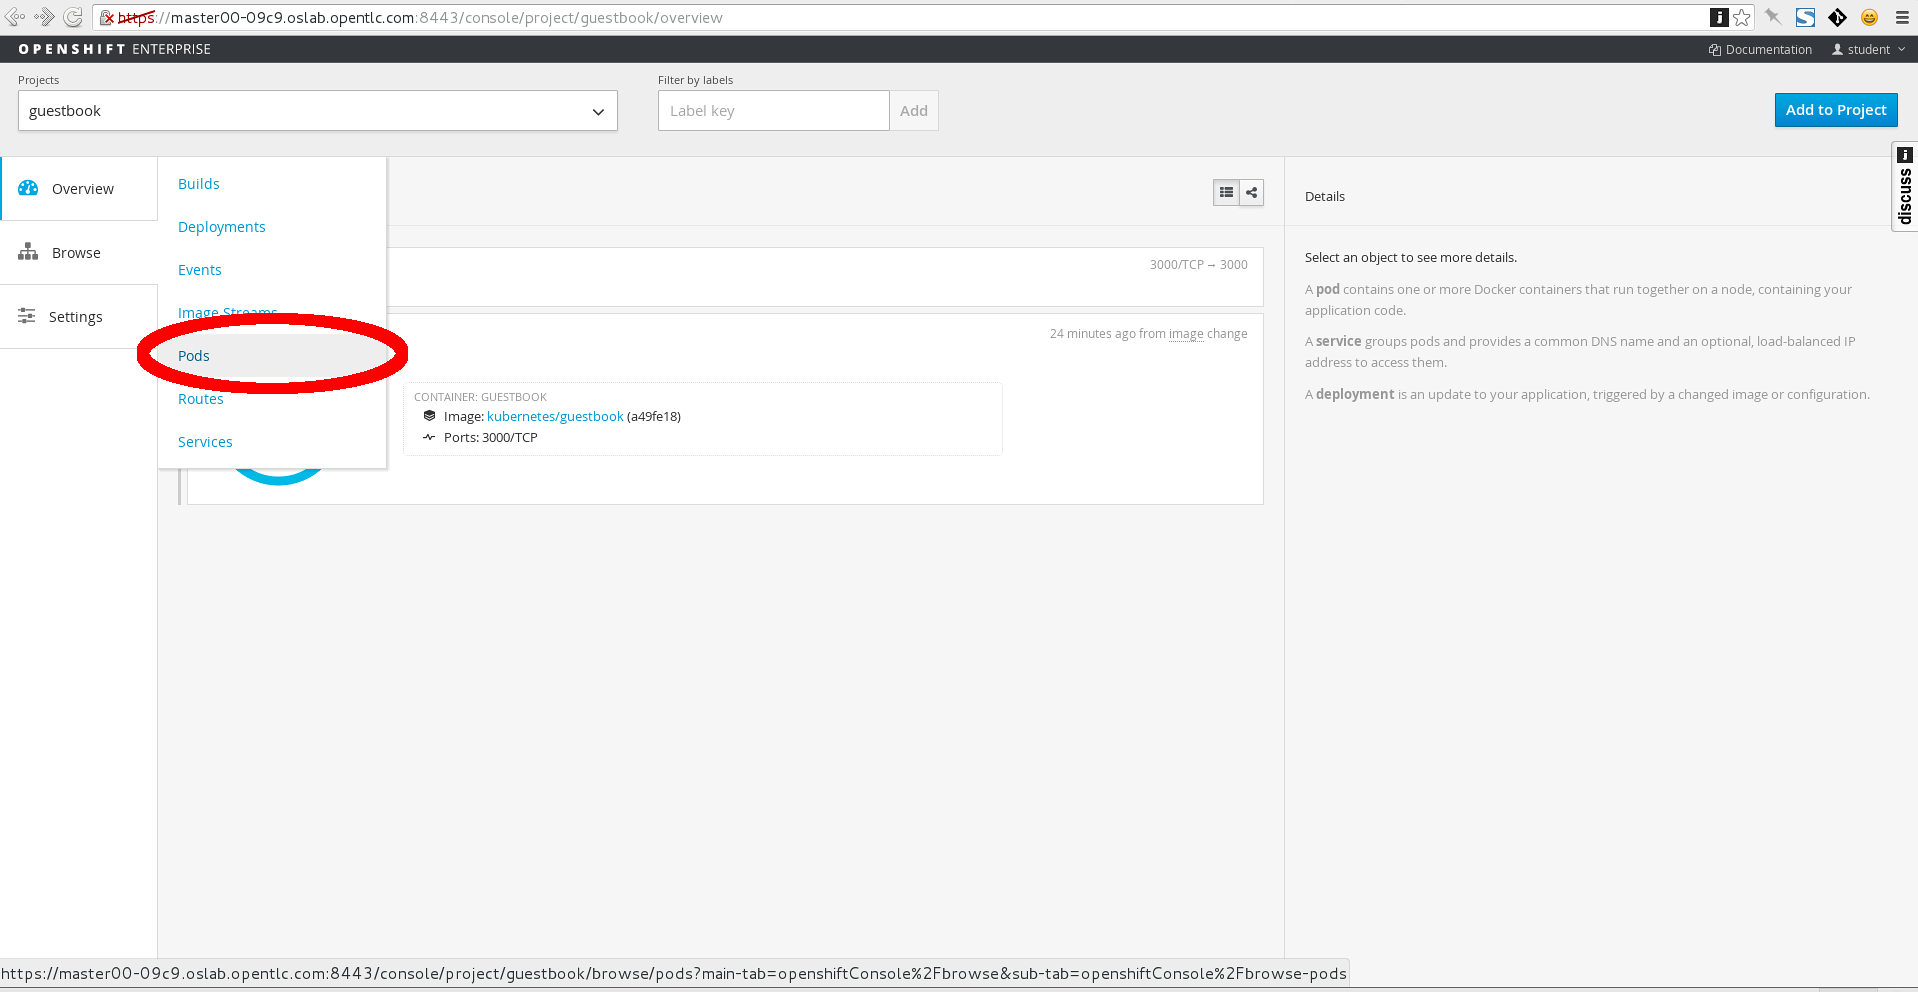 https://master00-09c9.oslab.opentlc.com:8443/console/project/guestbook/overview
OPENSHIFT ENTERPRISE
Documentation
student
Projects
Filter by labels
guestbook
Label key
Add
Add to Project
Overview
Browse
Settings
Builds
Deployments
Events
Image Streams
Pods
Routes
Services
3000/TCP → 3000
24 minutes ago from image change
CONTAINER: GUESTBOOK
Image: kubernetes/guestbook (a49fe18)
Ports: 3000/TCP
Details
Select an object to see more details.
A pod contains one or more Docker containers that run together on a node, containing your
application code.
A service groups pods and provides a common DNS name and an optional, load-balanced IP
address to access them.
A deployment is an update to your application, triggered by a changed image or configuration.
discuss
https://master00-09c9.oslab.opentlc.com:8443/console/project/guestbook/browse/pods?main-tab=openshiftConsole%2Fbrowse&sub-tab=openshiftConsole%2Fbrowse-pods